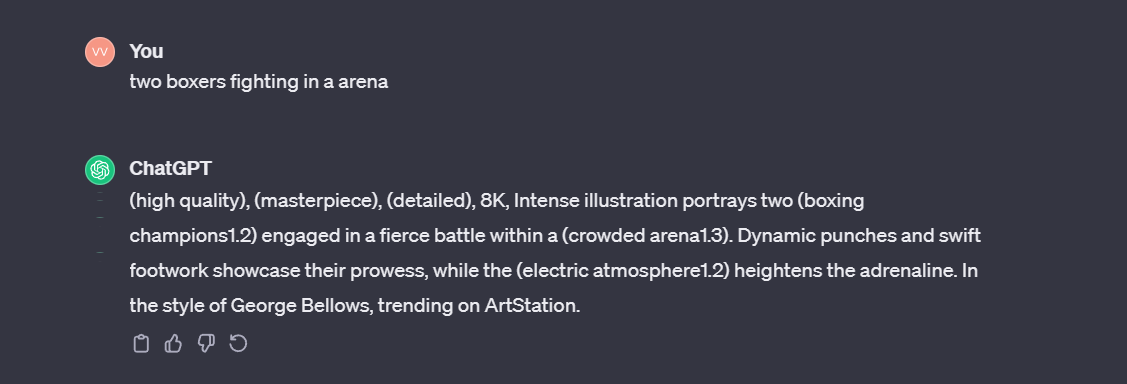 VV
You
two boxers fighting in a arena
ChatGPT
(high quality), (masterpiece), (detailed), 8K, Intense illustration portrays two (boxing
champions1.2) engaged in a fierce battle within a (crowded arena1.3). Dynamic punches and swift
footwork showcase their prowess, while the (electric atmosphere1.2) heightens the adrenaline. In
the style of George Bellows, trending on ArtStation.